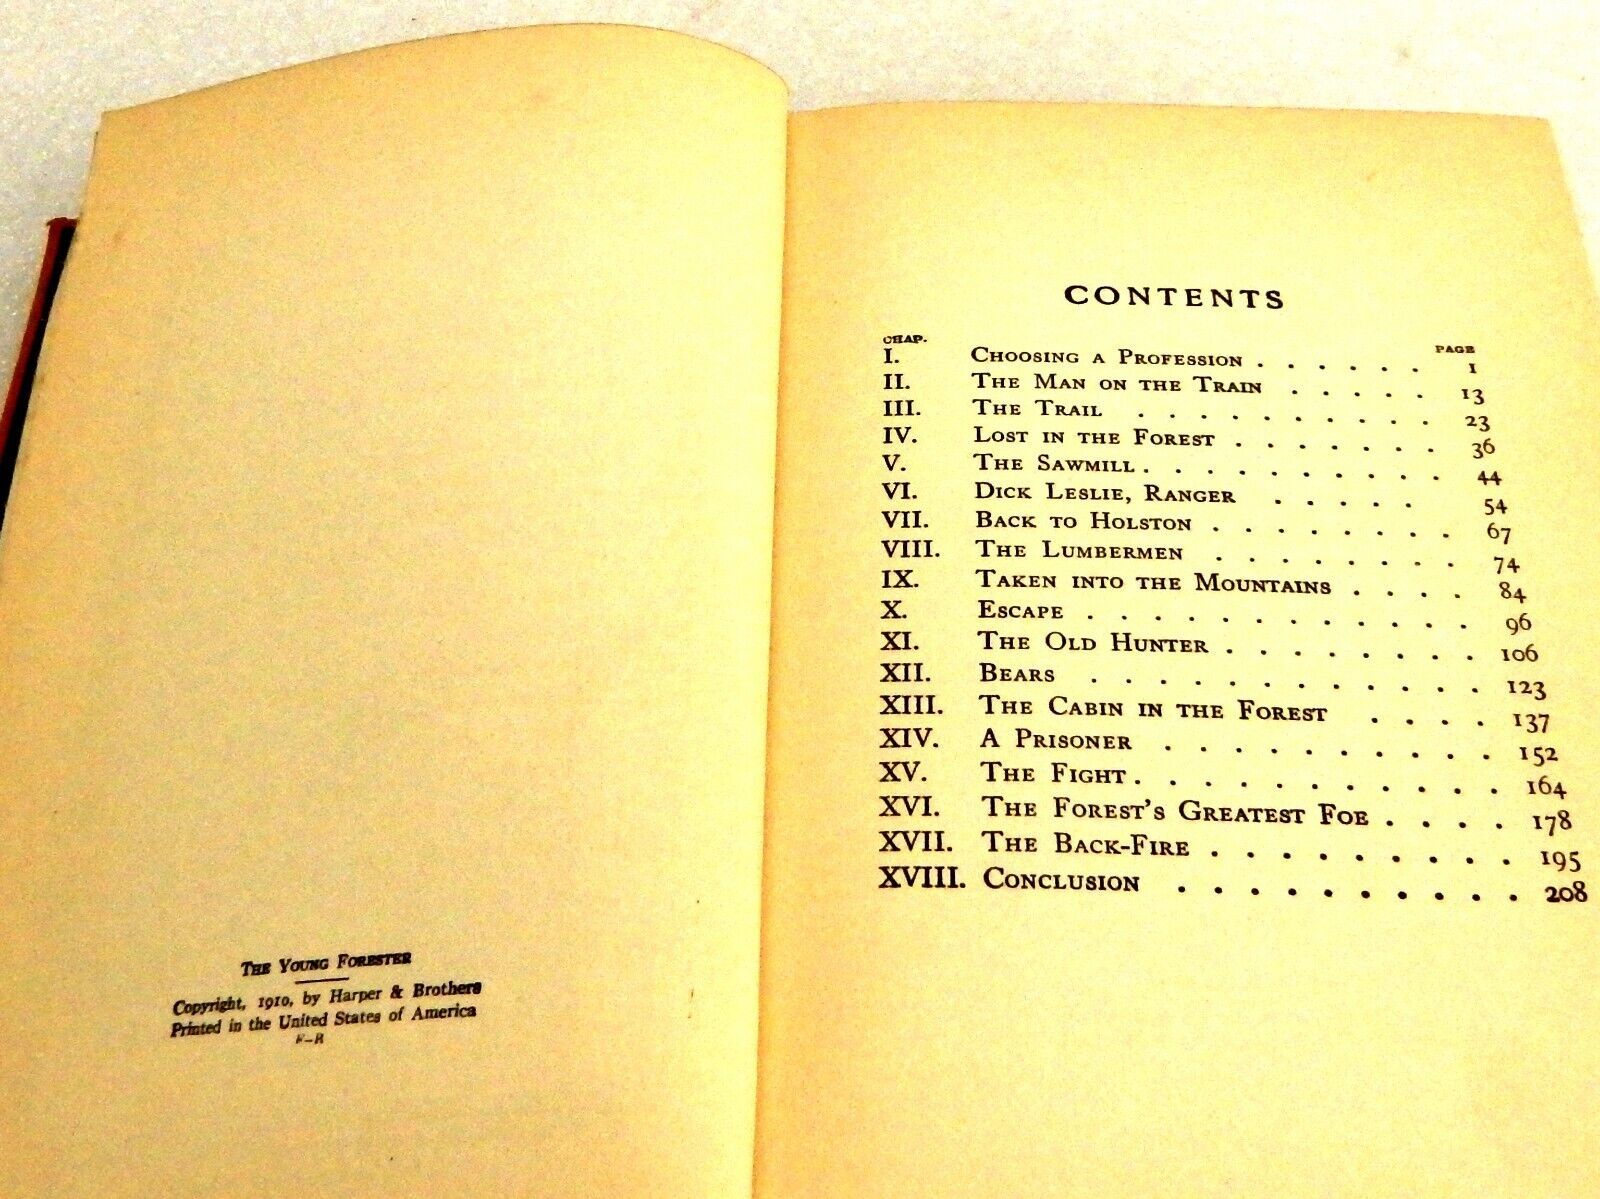 THE YOUNG FORESTER
Copyright, 1910, by Harper & Brothers
Printed in the United States of America
F-R
CONTENTS
CHAP. PAGE
I. CHOOSING A PROFESSION . . . . . . 1
II. THE MAN ON THE TRAIN . . . . . 13
III. THE TRAIL . . . . . . . . . . 23
IV. LOST IN THE FOREST . . . . . . . 36
V. THE SAWMILL . . . . . . . . . . 44
VI. DICK LESLIE, RANGER . . . . . 54
VII. BACK TO HOLSTON . . . . . . . . 67
VIII. THE LUMBERMEN . . . . . . . . 74
IX. TAKEN INTO THE MOUNTAINS . . . . 84
X. ESCAPE . . . . . . . . . . . . 96
XI. THE OLD HUNTER . . . . . . . . 106
XII. BEARS . . . . . . . . . . . . 123
XIII. THE CABIN IN THE FOREST . . . . 137
XIV. A PRISONER . . . . . . . . . . 152
XV. THE FIGHT . . . . . . . . . . . 164
XVI. THE FOREST'S GREATEST FOE . . . . 178
XVII. THE BACK-FIRE . . . . . . . . . 195
XVIII. CONCLUSION . . . . . . . . . . 208